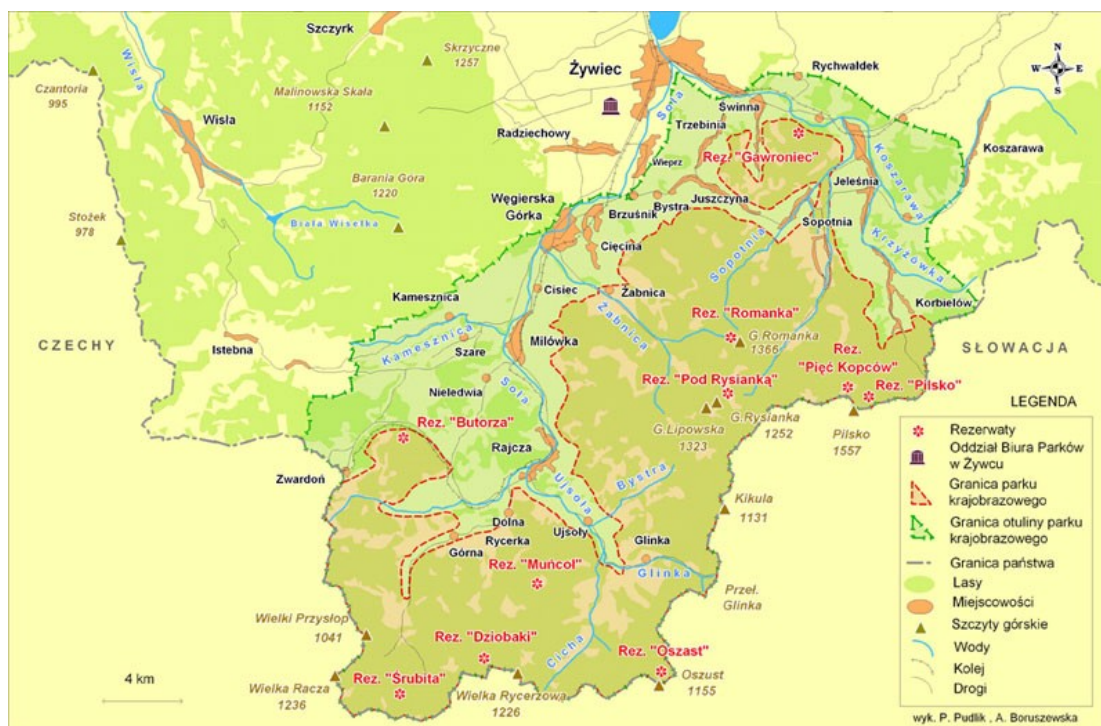 Szczyrk
Skrzyczne
1257
Wisła
Czantoria
995
Malinowska Skała
1152
Wisła
Barania Góra
1220
Stożek
978
Biała Wisełka
Żywiec
Soła
Radziechowy
Rychwałdek
Świnna
Trzebinia
Rez. "Gawroniec"
Wieprz
N
W
E
S
Koszarawa
Koszarawa
Jeleśnia
Węgierska
Górka
Brzuśnik
Bystra
Juszczyna
Sopotnia
Sopotnia
Krzyżówka
Cięcina
Kamesznica
Cisiec
Żabnica
Żabnica
Korbielów
CZECHY
Istebna
Kamesznica
Szare
Milówka
Rez. "Romanka"
G.Romanka
1366
SŁOWACJA
Nieledwia
Soła
Rez. "Pod Rysianką"
Rez.
"Pięć Kopców"
Rez. "Pilsko"
Rez. "Butorza"
G.Lipowska
1323
G.Rysianka
1252
Pilsko
1557
Rajcza
Zwardoń
Ujsoła
Bystra
Kikula
1131
Dolna
Rycerka
Górna
Ujsoły
Glinka
Glinka
Rez. "Muńcoł"
Przeł.
Glinka
Wielki Przysłop
1041
Rez. "Dziobaki"
Cicha
Rez. "Oszast"
Oszust
1155
Wielka Racza
1236
Rez. "Śrubita"
Wielka Rycerzowa
1226
4 km
LEGENDA
Rezerwaty
Oddział Biura Parków
w Żywcu
Granica parku
krajobrazowego
Granica otuliny parku
krajobrazowego
Granica państwa
Lasy
Miejscowości
Szczyty górskie
Wody
Kolej
Drogi
wyk. P. Pudlik , A. Boruszewska